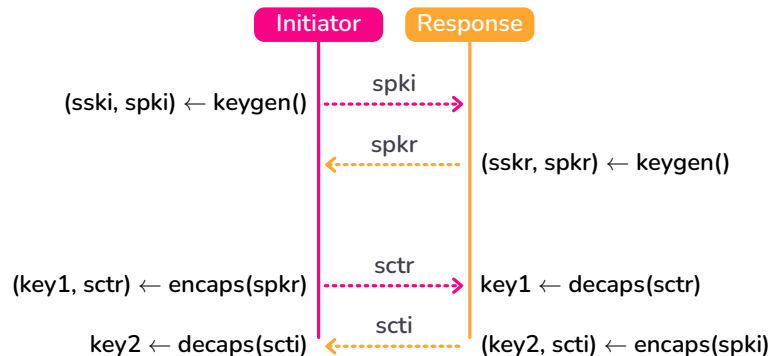 Initiator
Response
(sski, spki) ← keygen()
spki
spkr
(sskr, spkr) ← keygen()
(key1, sctr) ← encaps(spkr)
sctr
key1 ← decaps(sctr)
key2 ← decaps(scti)
scti
(key2, scti) ← encaps(spki)